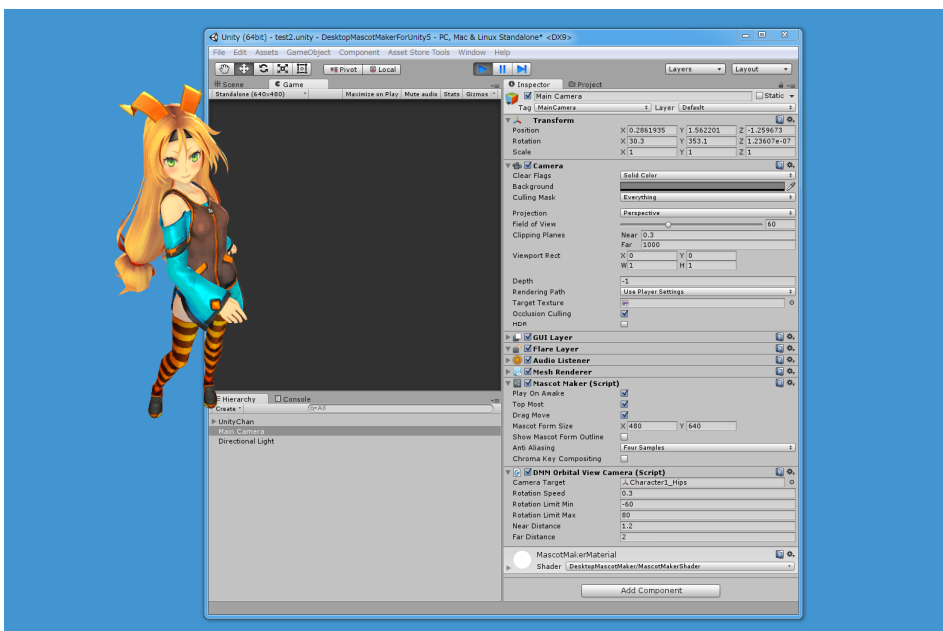 Unity (64bit) - test2.unity - DesktopMascotMakerForUnity5 - PC, Mac & Linux Standalone* <DX9>
File Edit Assets GameObject Component Asset Store Tools Window Help
Pivot Local Layers Layout
Scene Game
Standalone (640x480) Maximize on Play Mute audio Stats Gizmos
Inspector Project
Main Camera Static
Tag MainCamera Layer Default
Transform
Position X 0.2861935 Y 1.562201 Z -1.259673
Rotation X 30.3 Y 353.1 Z 1.23607e-07
Scale X 1 Y 1 Z 1
Camera
Clear Flags Solid Color
Background
Culling Mask Everything
Projection Perspective
Field of View 60
Clipping Planes Near 0.3
Far 1000
Viewport Rect X 0 Y 0
W 1 H 1
Depth -1
Rendering Path Use Player Settings
Target Texture
Occlusion Culling
HDR
GUI Layer
Flare Layer
Audio Listener
Mesh Renderer
Mascot Maker (Script)
Play On Awake
Top Most
Drag Move
Mascot Form Size X 480 Y 640
Show Mascot Form Outline
Anti Aliasing Four Samples
Chroma Key Compositing
DMM Orbital View Camera (Script)
Camera Target Character1_Hips
Rotation Speed 0.3
Rotation Limit Min -60
Rotation Limit Max 80
Near Distance 1.2
Far Distance 2
MascotMakerMaterial
Shader DesktopMascotMaker/MascotMakerShader
Add Component
Hierarchy Console
Create All
UnityChan
Main Camera
Directional Light